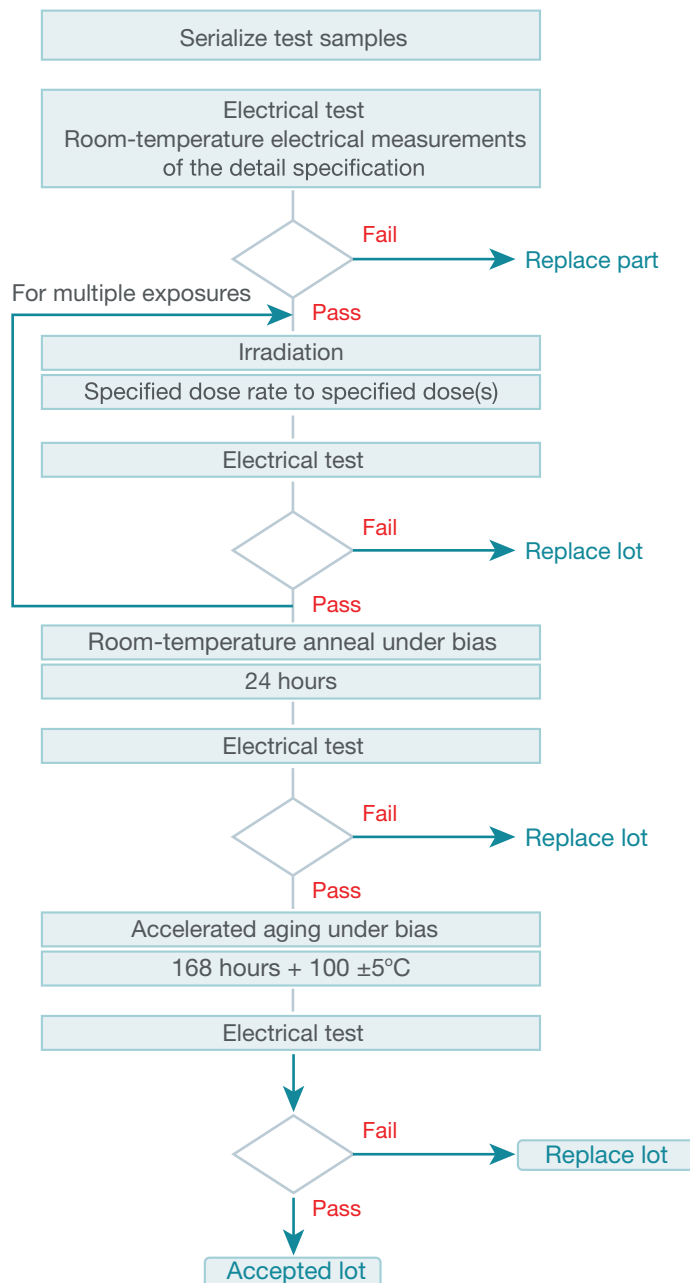 Serialize test samples
Electrical test
Room-temperature electrical measurements
of the detail specification
Fail
Replace part
For multiple exposures
Pass
Irradiation
Specified dose rate to specified dose(s)
Electrical test
Fail
Replace lot
Pass
Room-temperature anneal under bias
24 hours
Electrical test
Fail
Replace lot
Pass
Accelerated aging under bias
168 hours + 100 ±5ºC
Electrical test
Fail
Replace lot
Pass
Accepted lot